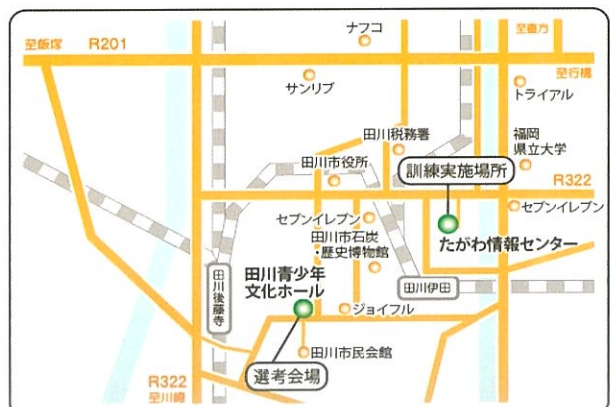 ナフコ
至直方
至飯塚
R201
至行橋
サンリブ
トライアル
田川税務署
福岡
県立大学
田川市役所
訓練実施場所
R322
セブンイレブン
セブンイレブン
田川市石炭
・歴史博物館
たがわ情報センター
田川後藤寺
田川青少年
文化ホール
田川伊田
ジョイフル
田川市民会館
選考会場
R322
至川崎